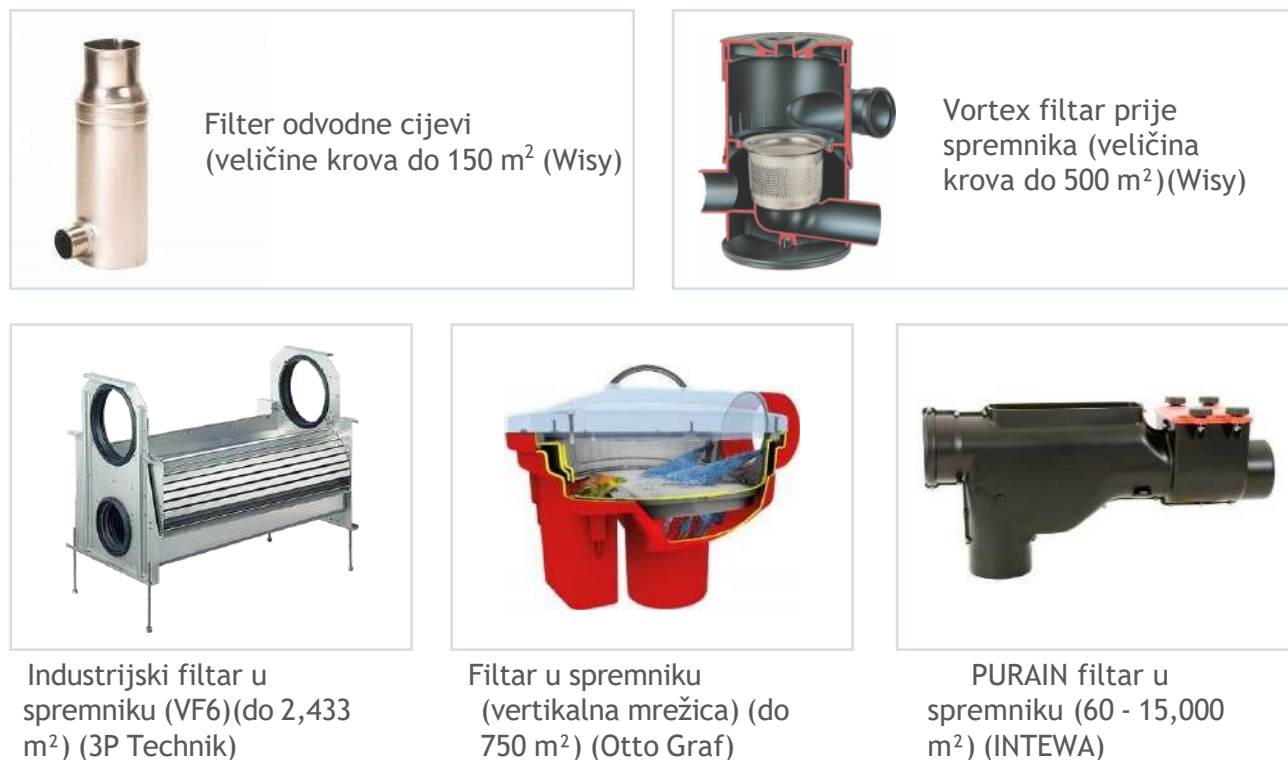 Filter odvodne cijevi
(veličine krova do 150 m² (Wisy)
Vortex filtar prije
spremnika (veličina
krova do 500 m²)(Wisy)
Industrijski filtar u
spremniku (VF6)(do 2,433
m²) (3P Technik)
Filtar u spremniku
(vertikalna mrežica) (do
750 m²) (Otto Graf)
PURAIN filtar u
spremniku (60 - 15,000
m²) (INTEWA)